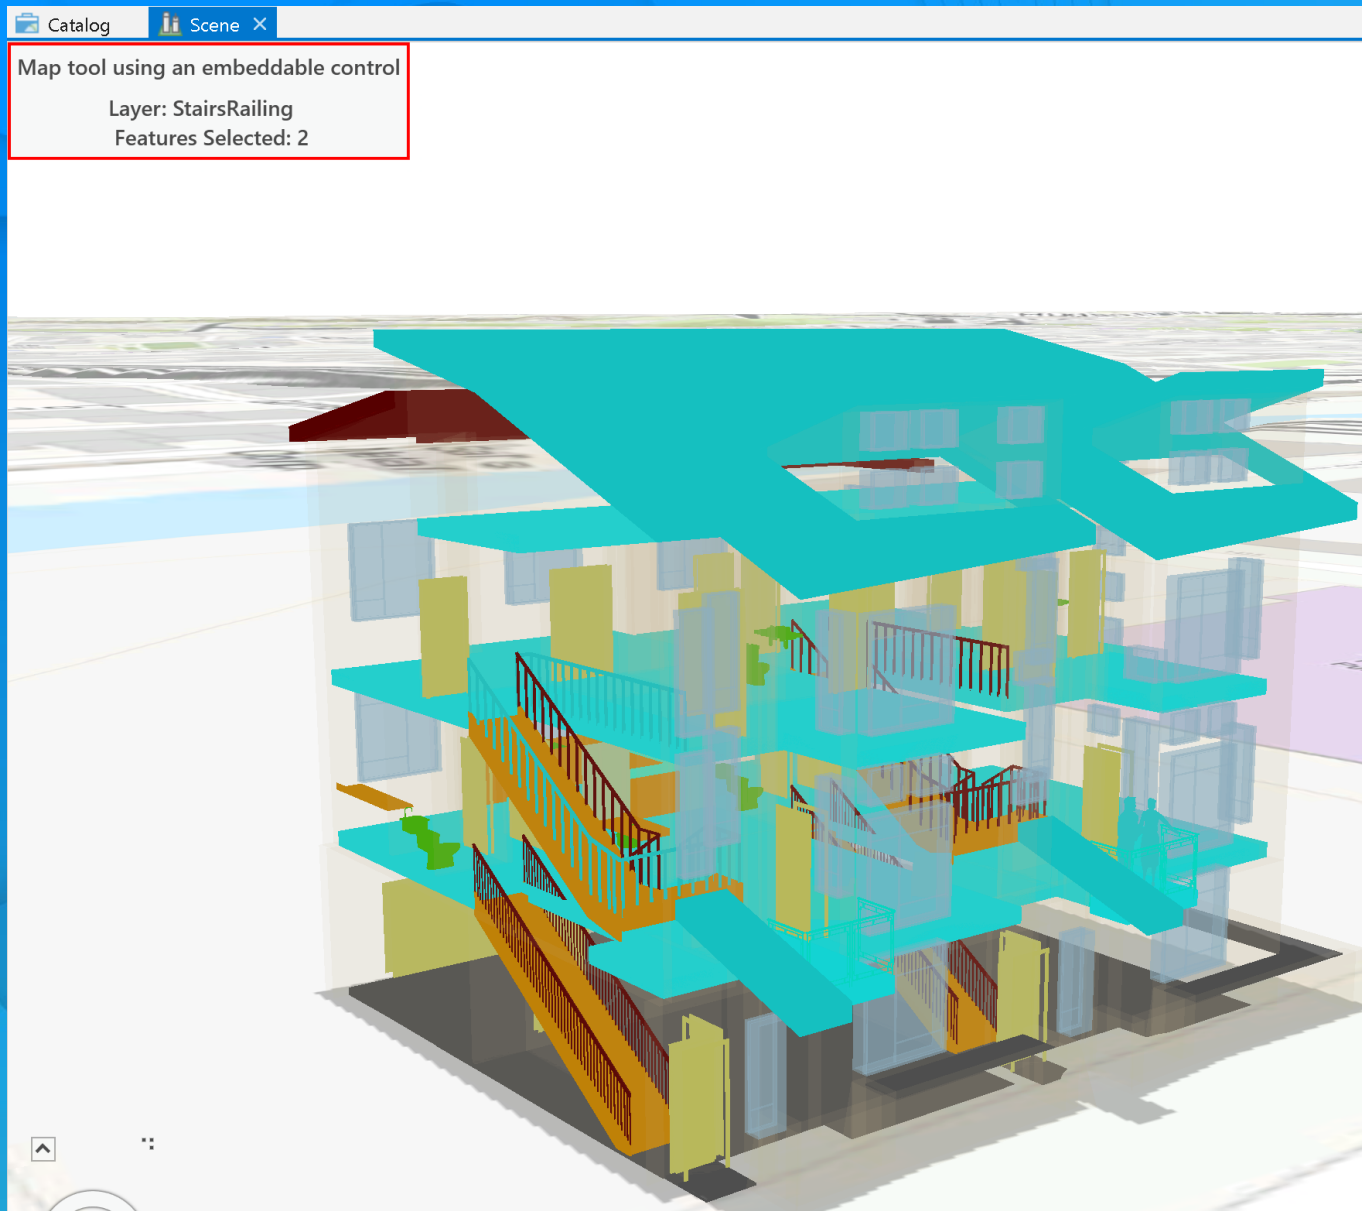 Catalog
Scene
Map tool using an embeddable control
Layer: StairsRailing
Features Selected: 2